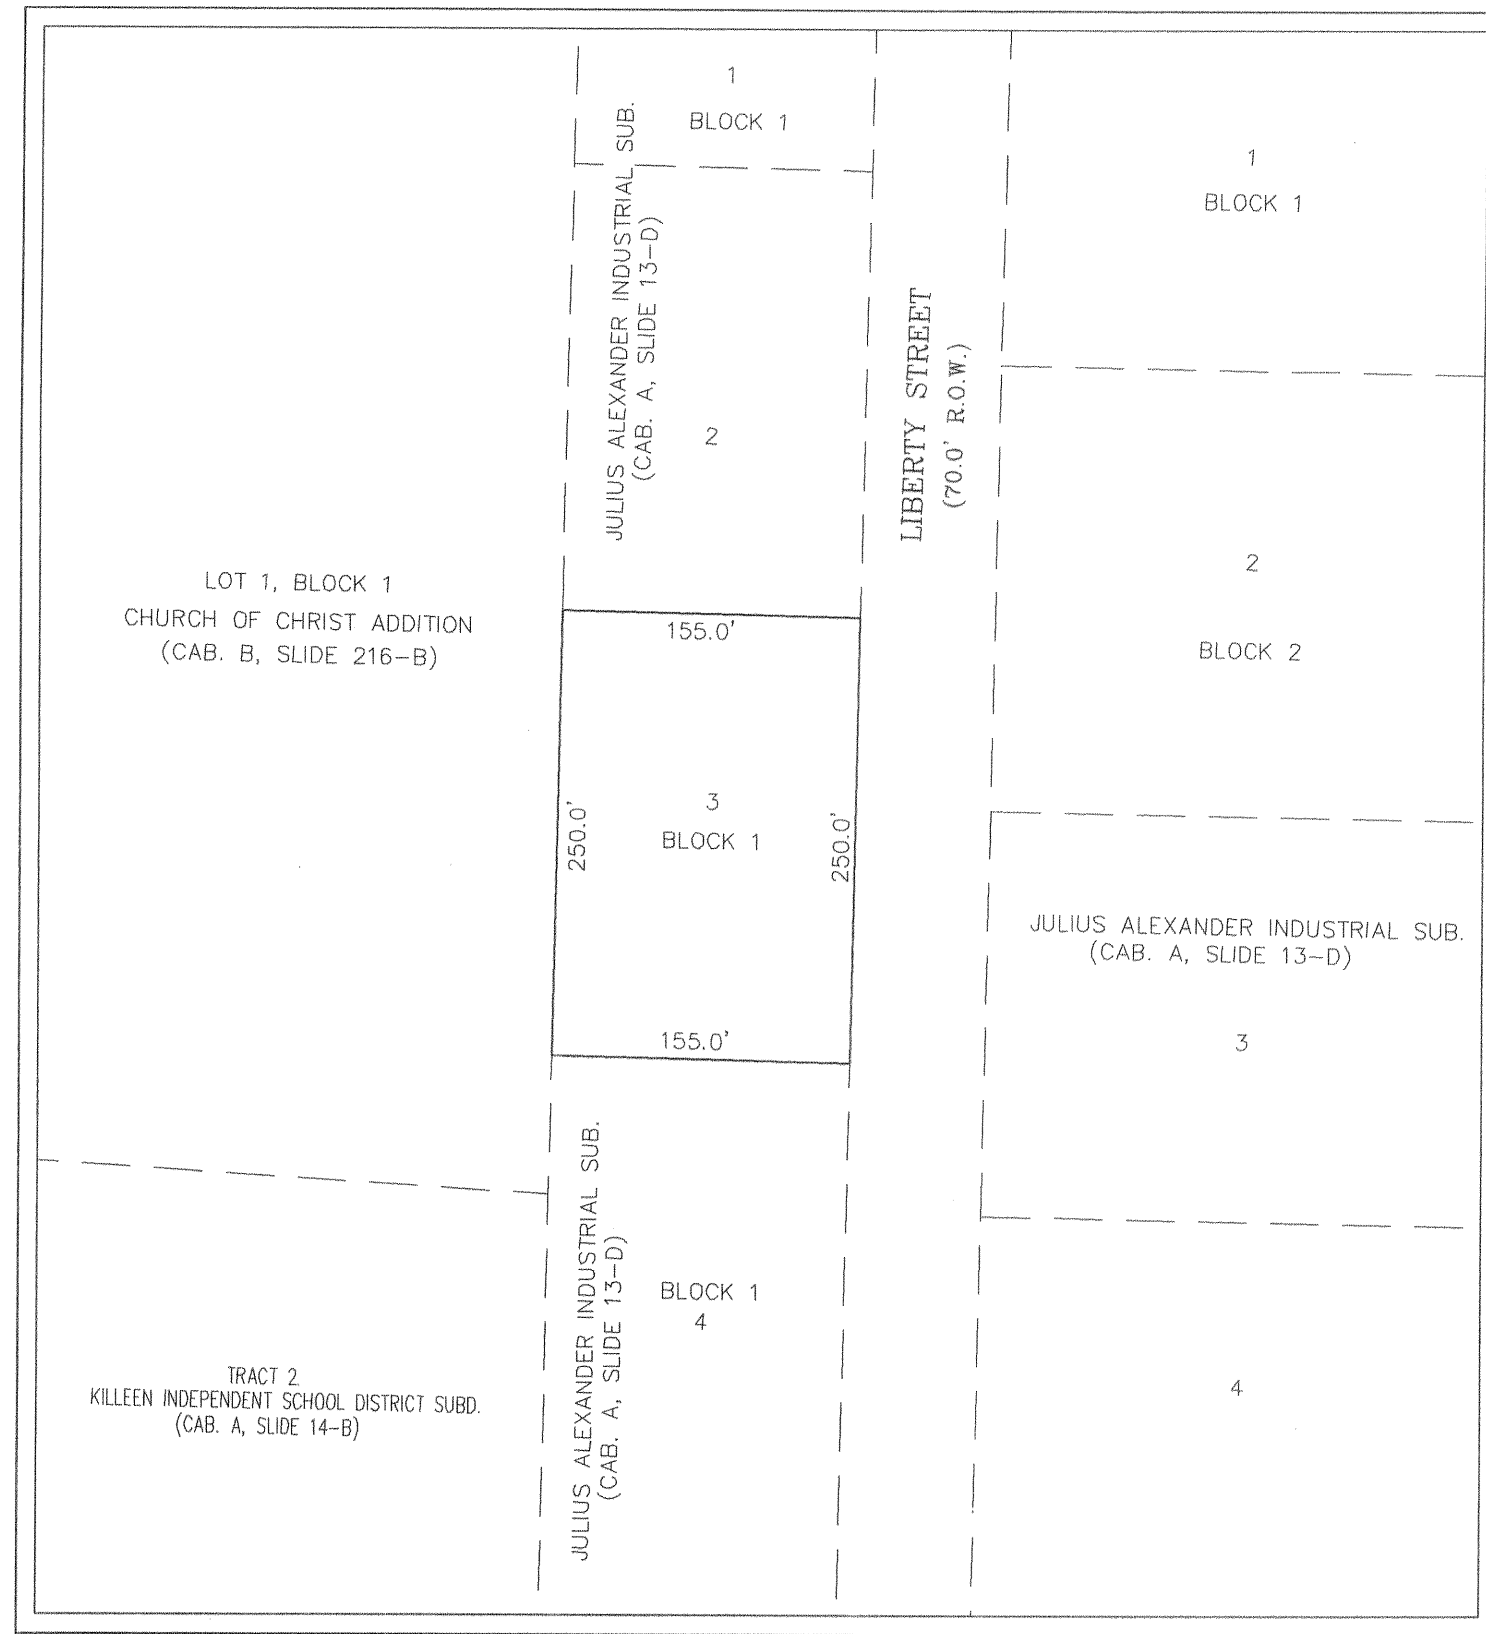 1
BLOCK 1
JULIUS ALEXANDER INDUSTRIAL SUB.
(CAB. A, SLIDE 13-D)
2
LIBERTY STREET
(70.0' R.O.W.)
1
BLOCK 1
2
BLOCK 2
LOT 1, BLOCK 1
CHURCH OF CHRIST ADDITION
(CAB. B, SLIDE 216-B)
155.0'
250.0'
3
BLOCK 1
250.0'
155.0'
JULIUS ALEXANDER INDUSTRIAL SUB.
(CAB. A, SLIDE 13-D)
3
JULIUS ALEXANDER INDUSTRIAL SUB.
(CAB. A, SLIDE 13-D)
BLOCK 1
4
4
TRACT 2
KILLEEN INDEPENDENT SCHOOL DISTRICT SUBD.
(CAB. A, SLIDE 14-B)